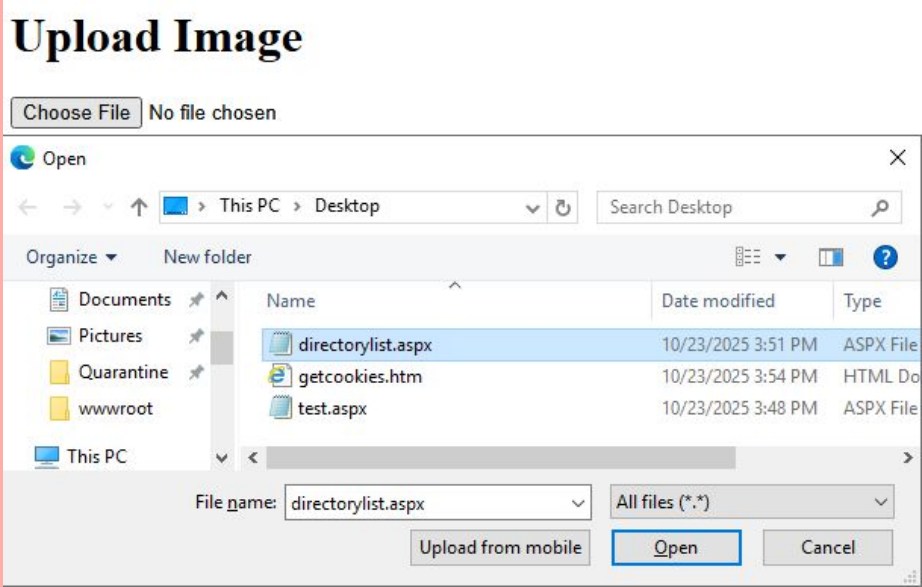 Upload Image
Choose File No file chosen
Open
This PC > Desktop
Search Desktop
Organize New folder
Documents
Pictures
Quarantine
wwwroot
This PC
Name Date modified Type
directorylist.aspx 10/23/2025 3:51 PM ASPX File
getcookies.htm 10/23/2025 3:54 PM HTML Do
test.aspx 10/23/2025 3:48 PM ASPX File
File name: directorylist.aspx All files (*.*)
Upload from mobile Open Cancel